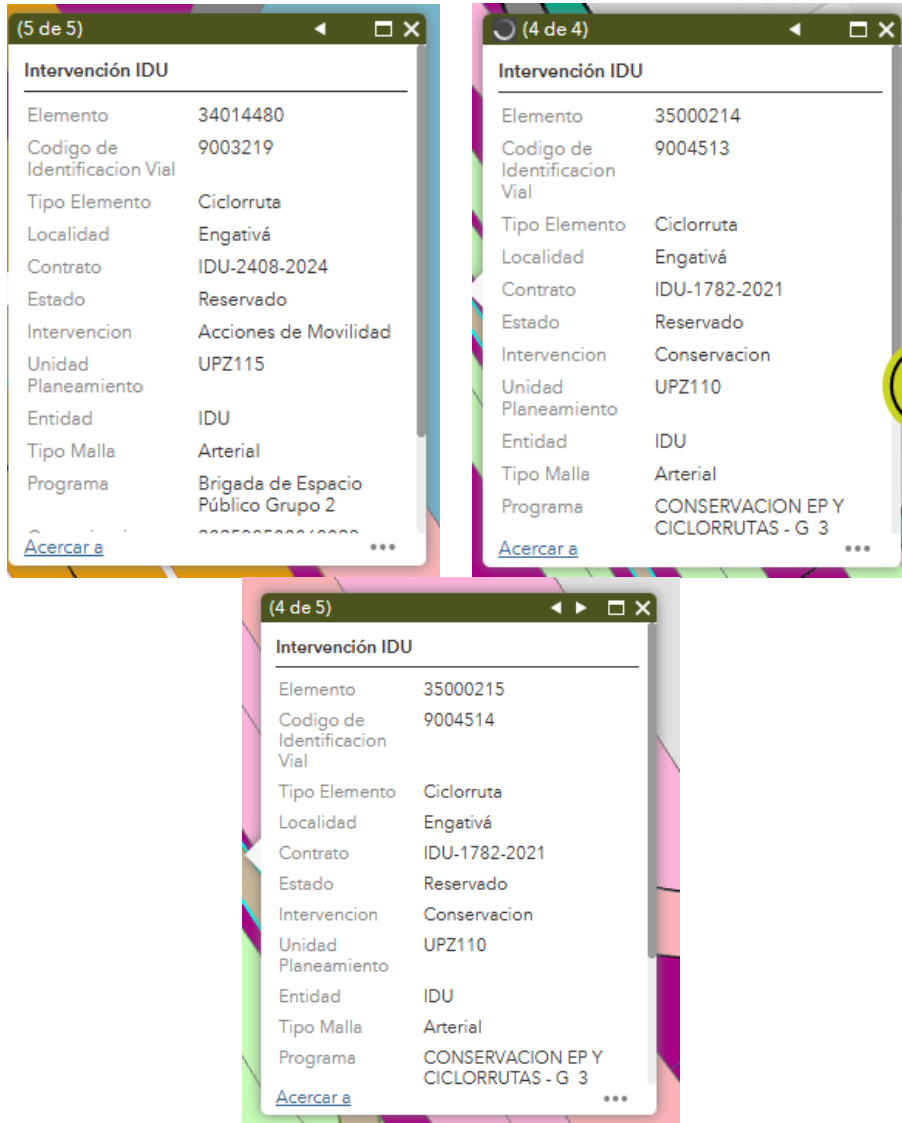 (5 de 5)
Intervención IDU
Elemento 34014480
Codigo de Identificacion Vial 9003219
Tipo Elemento Ciclorruta
Localidad Engativá
Contrato IDU-2408-2024
Estado Reservado
Intervencion Acciones de Movilidad
Unidad Planeamiento UPZ115
Entidad IDU
Tipo Malla Arterial
Programa Brigada de Espacio Público Grupo 2
Acercar a
(4 de 4)
Intervención IDU
Elemento 35000214
Codigo de Identificacion Vial 9004513
Tipo Elemento Ciclorruta
Localidad Engativá
Contrato IDU-1782-2021
Estado Reservado
Intervencion Conservacion
Unidad Planeamiento UPZ110
Entidad IDU
Tipo Malla Arterial
Programa CONSERVACION EP Y CICLORRUTAS - G 3
Acercar a
(4 de 5)
Intervención IDU
Elemento 35000215
Codigo de Identificacion Vial 9004514
Tipo Elemento Ciclorruta
Localidad Engativá
Contrato IDU-1782-2021
Estado Reservado
Intervencion Conservacion
Unidad Planeamiento UPZ110
Entidad IDU
Tipo Malla Arterial
Programa CONSERVACION EP Y CICLORRUTAS - G 3
Acercar a